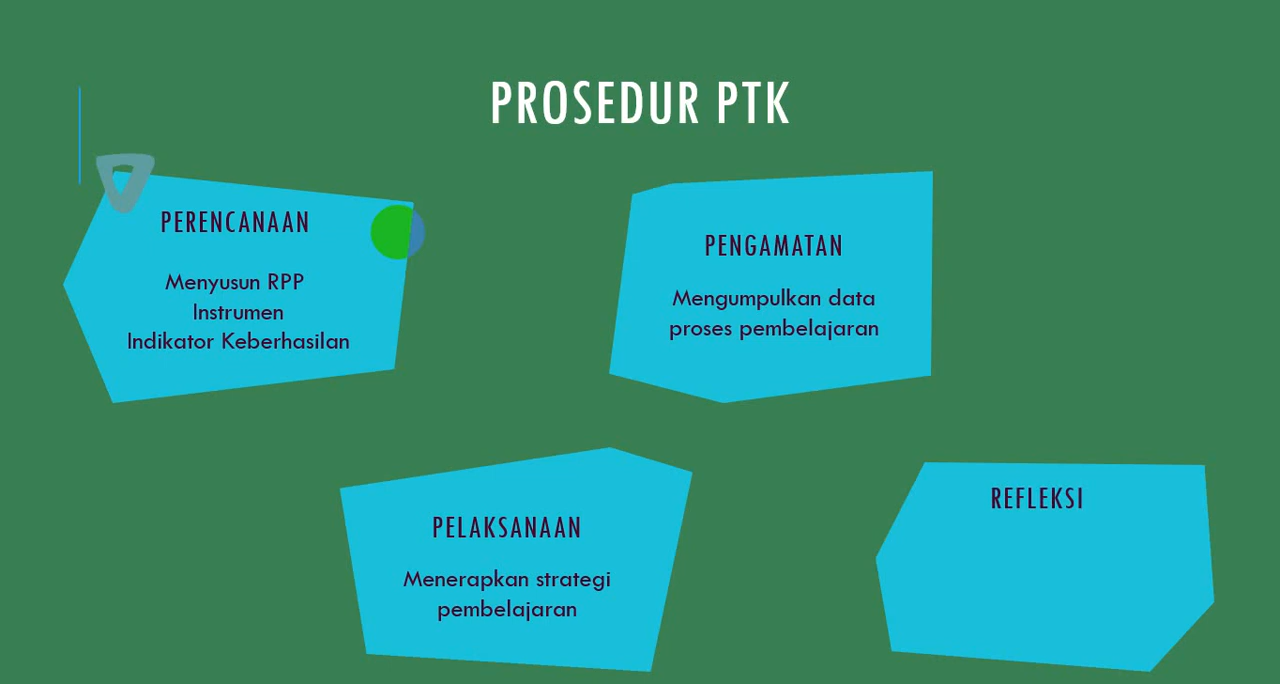 PROSEDUR PTK
PERENCANAAN
Menyusun RPP
Instrumen
Indikator Keberhasilan
PENGAMATAN
Mengumpulkan data
proses pembelajaran
PELAKSANAAN
Menerapkan strategi
pembelajaran
REFLEKSI